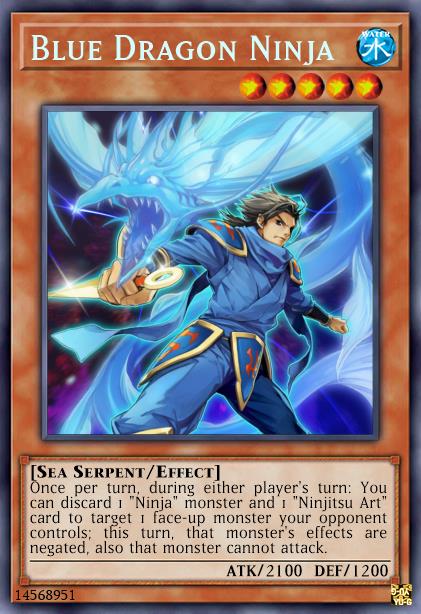 BLUE DRAGON NINJA
WATER
水
[SEA SERPENT/EFFECT]
Once per turn, during either player's turn: You
can discard 1 "Ninja" monster and 1 "Ninjitsu Art"
card to target 1 face-up monster your opponent
controls; this turn, that monster's effects are
negated, also that monster cannot attack.
ATK/2100 DEF/1200
14568951